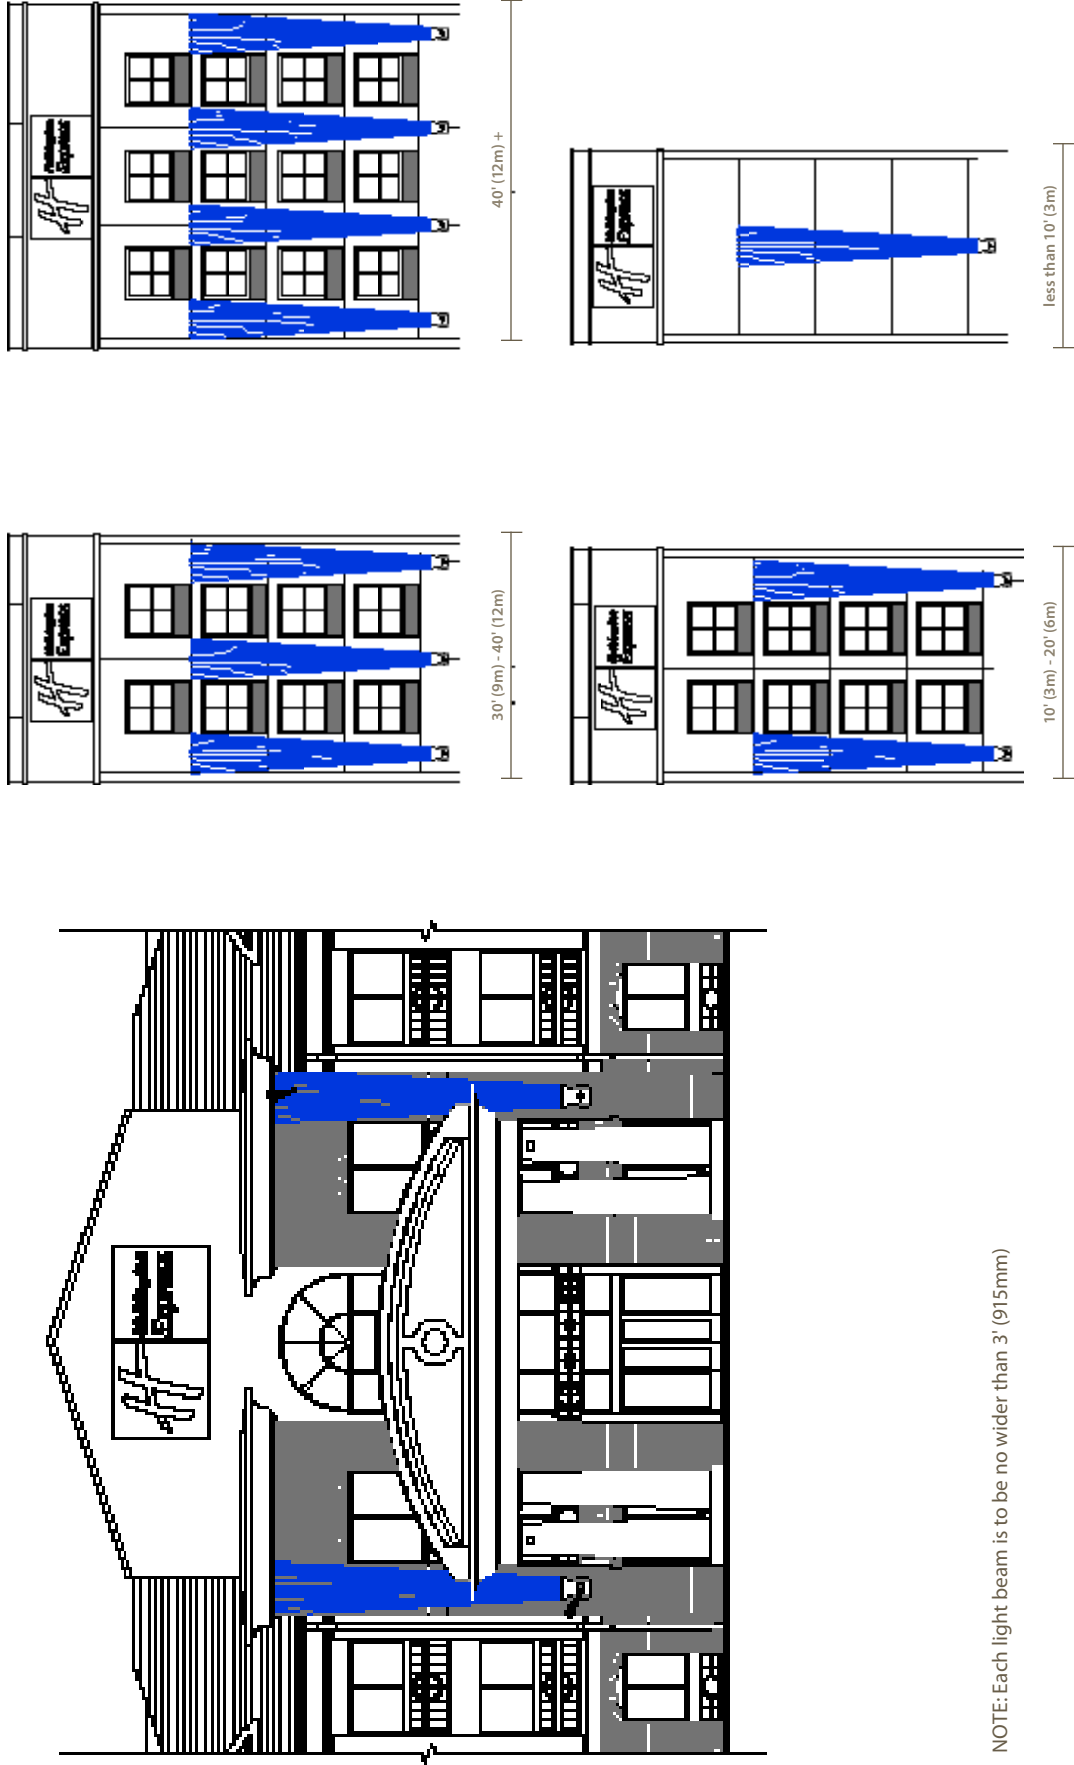 40' (12m) +
less than 10' (3m)
30' (9m) - 40' (12m)
10' (3m) - 20' (6m)
Express
NOTE: Each light beam is to be no wider than 3' (915mm)